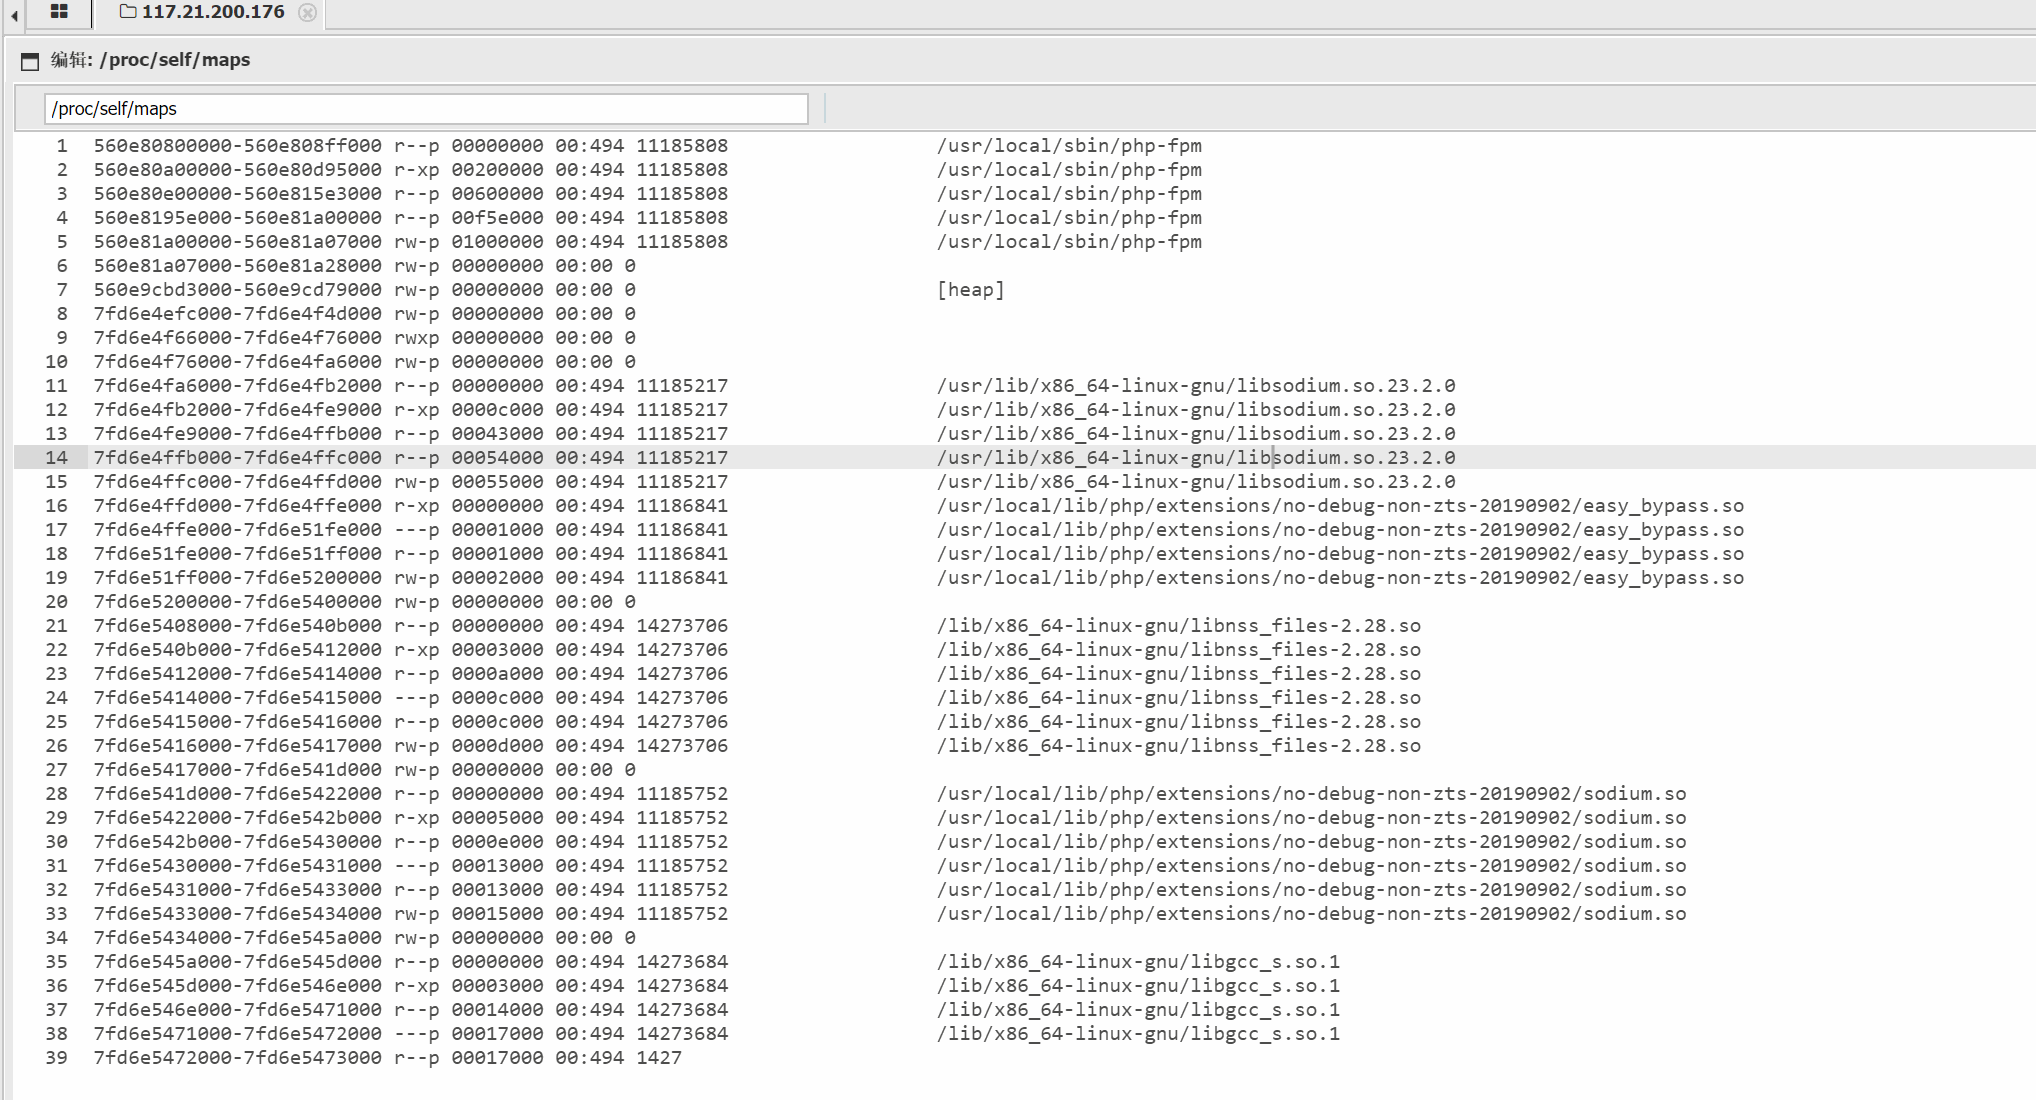 117.21.200.176
编辑: /proc/self/maps
/proc/self/maps
1 560e80800000-560e808ff000 r--p 00000000 00:494 11185808 /usr/local/sbin/php-fpm
2 560e80a00000-560e80d95000 r-xp 00200000 00:494 11185808 /usr/local/sbin/php-fpm
3 560e80e00000-560e815e3000 r--p 00600000 00:494 11185808 /usr/local/sbin/php-fpm
4 560e8195e000-560e81a00000 r--p 00f5e000 00:494 11185808 /usr/local/sbin/php-fpm
5 560e81a00000-560e81a07000 rw-p 01000000 00:494 11185808 /usr/local/sbin/php-fpm
6 560e81a07000-560e81a28000 rw-p 00000000 00:00 0
7 560e9cbd3000-560e9cd79000 rw-p 00000000 00:00 0 [heap]
8 7fd6e4efc000-7fd6e4f4d000 rw-p 00000000 00:00 0
9 7fd6e4f66000-7fd6e4f76000 rwxp 00000000 00:00 0
10 7fd6e4f76000-7fd6e4fa6000 rw-p 00000000 00:00 0
11 7fd6e4fa6000-7fd6e4fb2000 r--p 00000000 00:494 11185217 /usr/lib/x86_64-linux-gnu/libsodium.so.23.2.0
12 7fd6e4fb2000-7fd6e4fe9000 r-xp 0000c000 00:494 11185217 /usr/lib/x86_64-linux-gnu/libsodium.so.23.2.0
13 7fd6e4fe9000-7fd6e4ffb000 r--p 00043000 00:494 11185217 /usr/lib/x86_64-linux-gnu/libsodium.so.23.2.0
14 7fd6e4ffb000-7fd6e4ffc000 r--p 00054000 00:494 11185217 /usr/lib/x86_64-linux-gnu/libsodium.so.23.2.0
15 7fd6e4ffc000-7fd6e4ffd000 rw-p 00055000 00:494 11185217 /usr/lib/x86_64-linux-gnu/libsodium.so.23.2.0
16 7fd6e4ffd000-7fd6e4ffe000 r-xp 00000000 00:494 11186841 /usr/local/lib/php/extensions/no-debug-non-zts-20190902/easy_bypass.so
17 7fd6e4ffe000-7fd6e51fe000 ---p 00001000 00:494 11186841 /usr/local/lib/php/extensions/no-debug-non-zts-20190902/easy_bypass.so
18 7fd6e51fe000-7fd6e51ff000 r--p 00001000 00:494 11186841 /usr/local/lib/php/extensions/no-debug-non-zts-20190902/easy_bypass.so
19 7fd6e51ff000-7fd6e5200000 rw-p 00002000 00:494 11186841 /usr/local/lib/php/extensions/no-debug-non-zts-20190902/easy_bypass.so
20 7fd6e5200000-7fd6e5400000 rw-p 00000000 00:00 0
21 7fd6e5408000-7fd6e540b000 r--p 00000000 00:494 14273706 /lib/x86_64-linux-gnu/libnss_files-2.28.so
22 7fd6e540b000-7fd6e5412000 r-xp 00003000 00:494 14273706 /lib/x86_64-linux-gnu/libnss_files-2.28.so
23 7fd6e5412000-7fd6e5414000 r--p 0000a000 00:494 14273706 /lib/x86_64-linux-gnu/libnss_files-2.28.so
24 7fd6e5414000-7fd6e5415000 ---p 0000c000 00:494 14273706 /lib/x86_64-linux-gnu/libnss_files-2.28.so
25 7fd6e5415000-7fd6e5416000 r--p 0000c000 00:494 14273706 /lib/x86_64-linux-gnu/libnss_files-2.28.so
26 7fd6e5416000-7fd6e5417000 rw-p 0000d000 00:494 14273706 /lib/x86_64-linux-gnu/libnss_files-2.28.so
27 7fd6e5417000-7fd6e541d000 rw-p 00000000 00:00 0
28 7fd6e541d000-7fd6e5422000 r--p 00000000 00:494 11185752 /usr/local/lib/php/extensions/no-debug-non-zts-20190902/sodium.so
29 7fd6e5422000-7fd6e542b000 r-xp 00005000 00:494 11185752 /usr/local/lib/php/extensions/no-debug-non-zts-20190902/sodium.so
30 7fd6e542b000-7fd6e5430000 r--p 0000e000 00:494 11185752 /usr/local/lib/php/extensions/no-debug-non-zts-20190902/sodium.so
31 7fd6e5430000-7fd6e5431000 ---p 00013000 00:494 11185752 /usr/local/lib/php/extensions/no-debug-non-zts-20190902/sodium.so
32 7fd6e5431000-7fd6e5433000 r--p 00013000 00:494 11185752 /usr/local/lib/php/extensions/no-debug-non-zts-20190902/sodium.so
33 7fd6e5433000-7fd6e5434000 rw-p 00015000 00:494 11185752 /usr/local/lib/php/extensions/no-debug-non-zts-20190902/sodium.so
34 7fd6e5434000-7fd6e545a000 rw-p 00000000 00:00 0
35 7fd6e545a000-7fd6e545d000 r--p 00000000 00:494 14273684 /lib/x86_64-linux-gnu/libgcc_s.so.1
36 7fd6e545d000-7fd6e546e000 r-xp 00003000 00:494 14273684 /lib/x86_64-linux-gnu/libgcc_s.so.1
37 7fd6e546e000-7fd6e5471000 r--p 00014000 00:494 14273684 /lib/x86_64-linux-gnu/libgcc_s.so.1
38 7fd6e5471000-7fd6e5472000 ---p 00017000 00:494 14273684 /lib/x86_64-linux-gnu/libgcc_s.so.1
39 7fd6e5472000-7fd6e5473000 r--p 00017000 00:494 1427